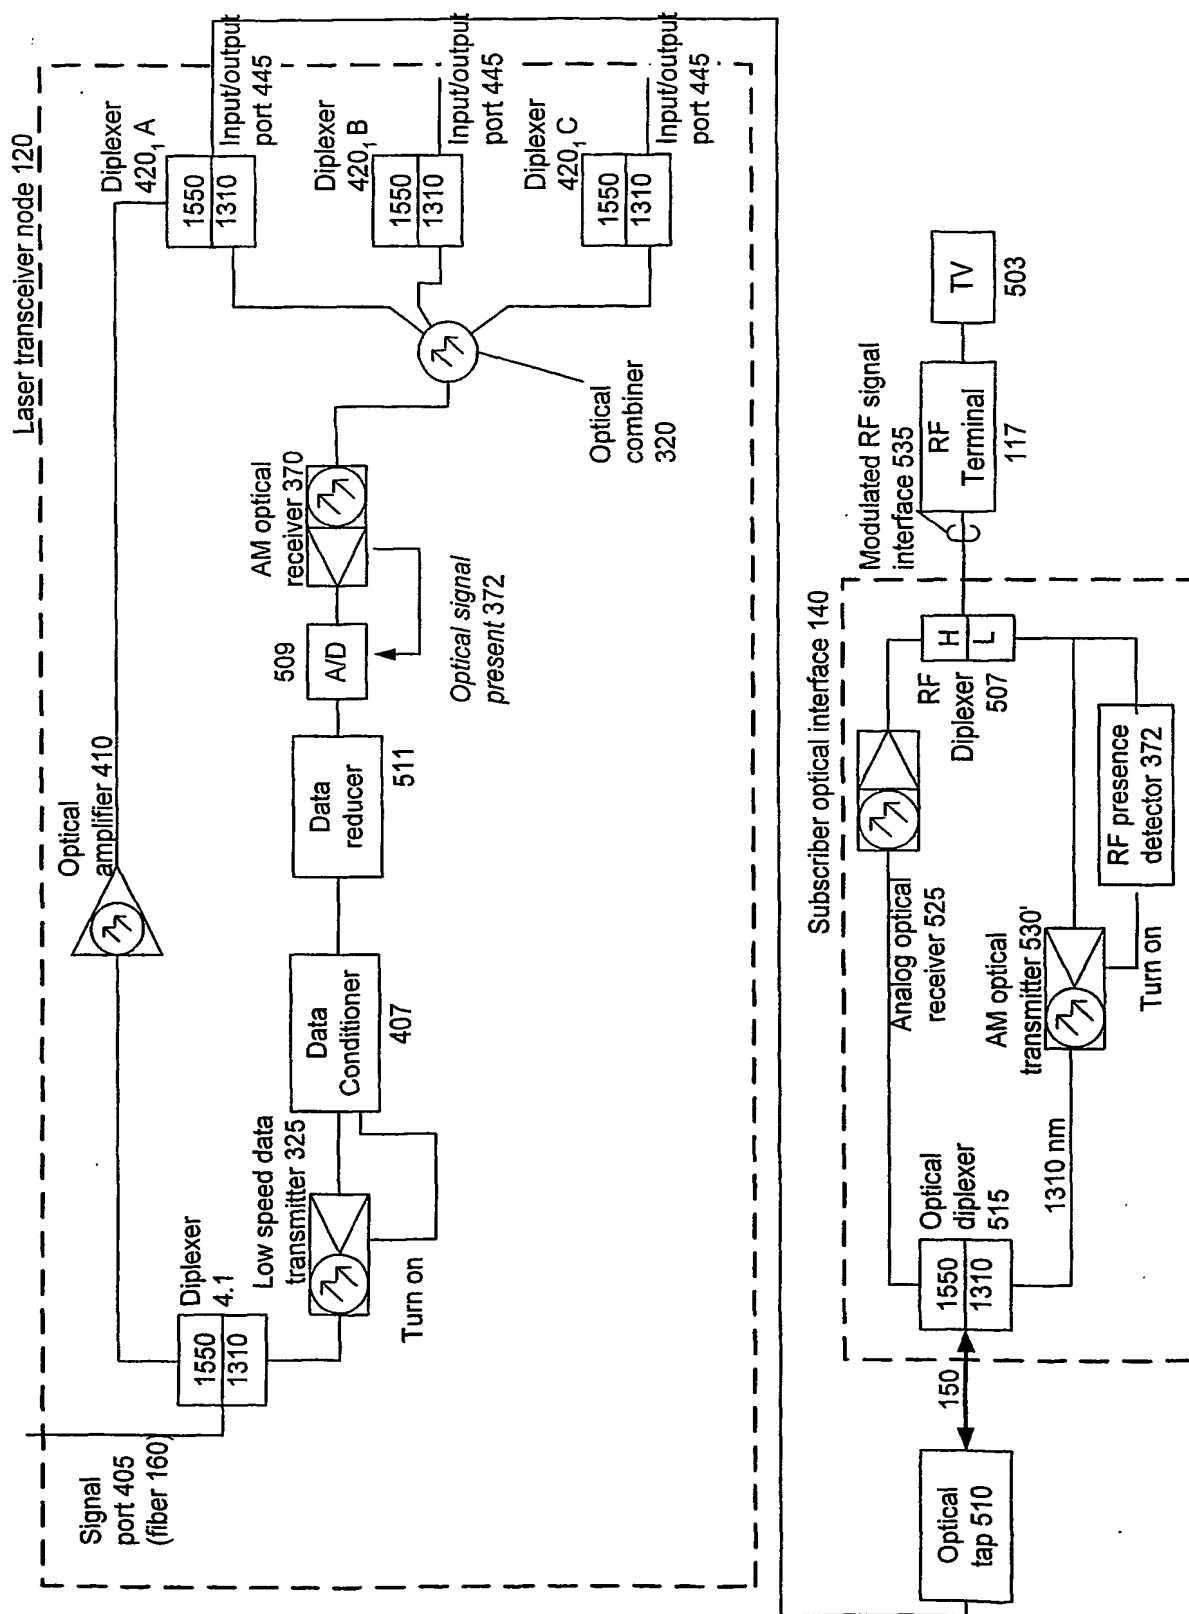 Laser transceiver node 120
Signal
port 405
(fiber 160)
1550
1310
Diplexer
4.1
Optical
amplifier 410
Low speed data
transmitter 325
Turn on
Data
Conditioner
407
Data
reducer
511
A/D
509
AM optical
receiver 370
Optical signal
present 372
Optical
combiner
320
Diplexer
420₁ A
1550
1310
Input/output
port 445
Diplexer
420₁ B
1550
1310
Input/output
port 445
Diplexer
420₁ C
1550
1310
Input/output
port 445
Subscriber optical interface 140
Optical
tap 510
150
1550
1310
Optical
diplexer
515
1310 nm
Analog optical
receiver 525
AM optical
transmitter 530'
Turn on
RF presence
detector 372
RF
Diplexer
507
H
L
Modulated RF signal
interface 535
RF
Terminal
117
TV
503